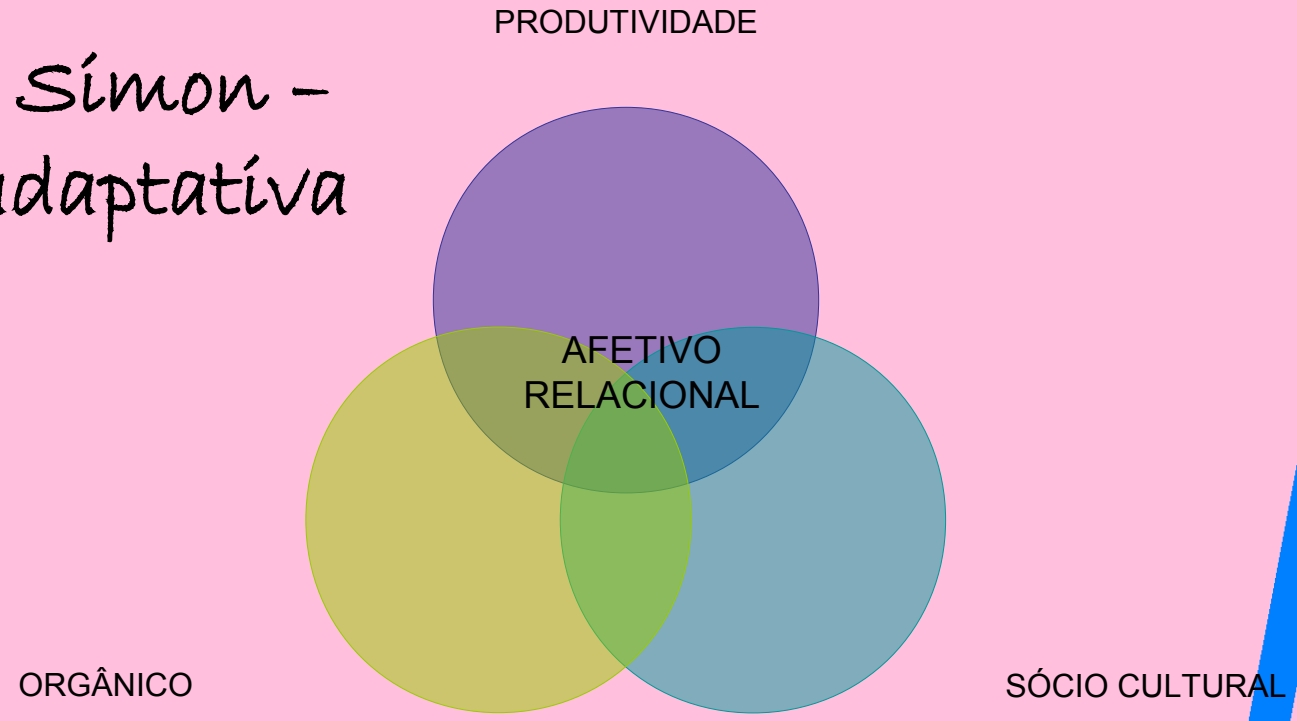 PRODUTIVIDADE
Simon –
adaptativa
AFETIVO
RELACIONAL
ORGÂNICO
SÓCIO CULTURAL